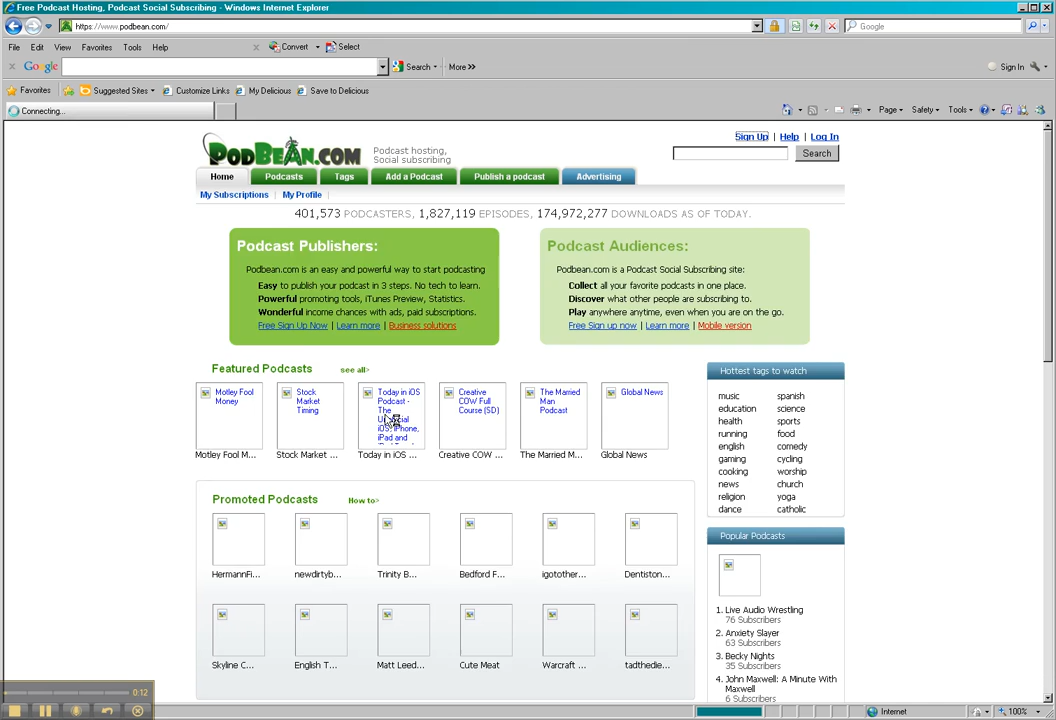 Free Podcast Hosting, Podcast Social Subscribing - Windows Internet Explorer
https://www.podbean.com/
Google
File Edit View Favorites Tools Help
Convert Select
Google Search More >> Sign In
Favorites Suggested Sites Customize Links My Delicious Save to Delicious
Connecting...
Page Safety Tools
PODBEAN.COM
Podcast hosting,
Social subscribing
Sign Up | Help | Log In
Search
Home Podcasts Tags Add a Podcast Publish a podcast Advertising
My Subscriptions | My Profile |
401,573 PODCASTERS, 1,827,119 EPISODES, 174,972,277 DOWNLOADS AS OF TODAY.
Podcast Publishers:
Podbean.com is an easy and powerful way to start podcasting
Easy to publish your podcast in 3 steps. No tech to learn.
Powerful promoting tools, iTunes Preview, Statistics.
Wonderful income chances with ads, paid subscriptions.
Free Sign Up Now | Learn more | Business solutions
Podcast Audiences:
Podbean.com is a Podcast Social Subscribing site:
Collect all your favorite podcasts in one place.
Discover what other people are subscribing to.
Play anywhere anytime, even when you are on the go.
Free Sign up now | Learn more | Mobile version
Featured Podcasts see all>
Motley Fool
Money
Stock
Market
Timing
Today in iOS
Podcast -
The
iOS, iPhone,
iPad and
Creative
COW Full
Course (SD)
The Married
Man
Podcast
Global News
Motley Fool M... Stock Market ... Today in iOS ... Creative COW ... The Married M... Global News
Promoted Podcasts How to>
HermannFi... newdirtyb... Trinity B... Bedford F... igotother... Dentiston...
Skyline C... English T... Matt Leed... Cute Meat Warcraft ... tadthedie...
Hottest tags to watch
music spanish
education science
health sports
running food
english comedy
gaming cycling
cooking worship
news church
religion yoga
dance catholic
Popular Podcasts
1. Live Audio Wrestling
76 Subscribers
2. Anxiety Slayer
63 Subscribers
3. Becky Nights
35 Subscribers
4. John Maxwell: A Minute With
Maxwell
6 Subscribers
0:12
Internet 100%